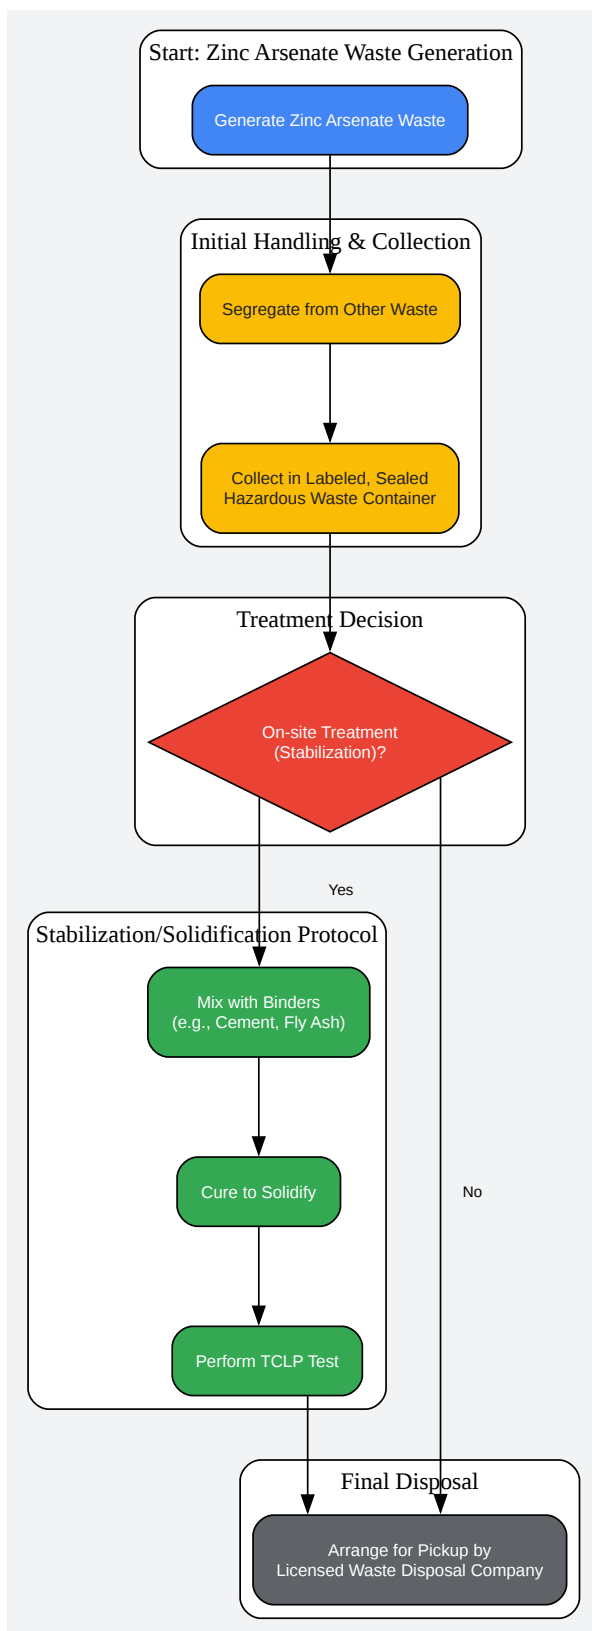 Start: Zinc Arsenate Waste Generation
Generate Zinc Arsenate Waste
Initial Handling & Collection
Segregate from Other Waste
Collect in Labeled, Sealed
Hazardous Waste Container
Treatment Decision
On-site Treatment
(Stabilization)?
Yes
Stabilization/Solidification Protocol
Mix with Binders
(e.g., Cement, Fly Ash)
Cure to Solidify
No
Perform TCLP Test
Final Disposal
Arrange for Pickup by
Licensed Waste Disposal Company